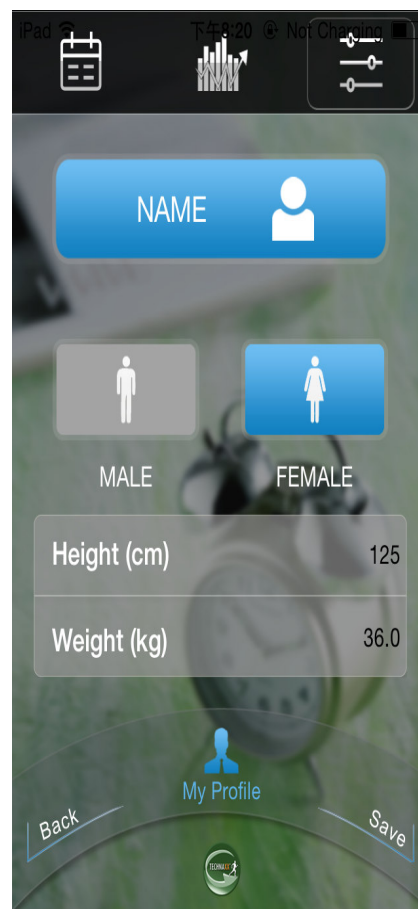 iPad 下午8:20 Not Charging
NAME
MALE FEMALE
Height (cm) 125
Weight (kg) 36.0
My Profile
Back Save
TECHNAXX